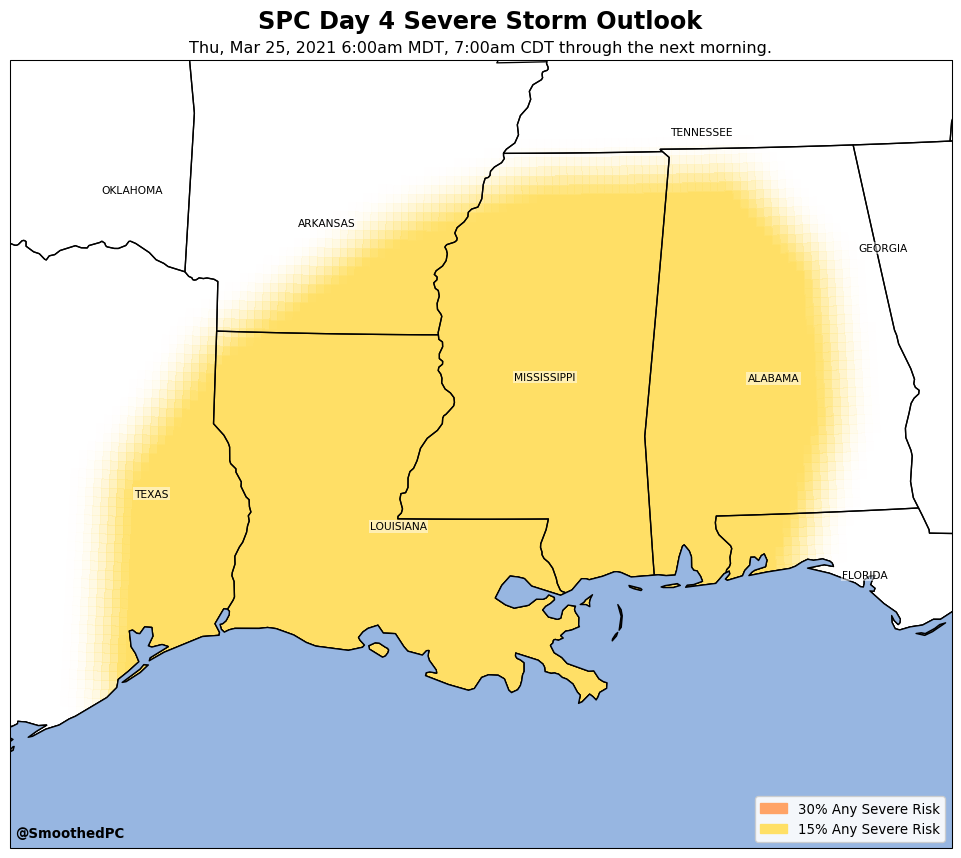 SPC Day 4 Severe Storm Outlook
Thu, Mar 25, 2021 6:00am MDT, 7:00am CDT through the next morning.
TENNESSEE
OKLAHOMA
ARKANSAS
GEORGIA
MISSISSIPPI
ALABAMA
TEXAS
LOUISIANA
FLORIDA
30% Any Severe Risk
15% Any Severe Risk
@SmoothedPC